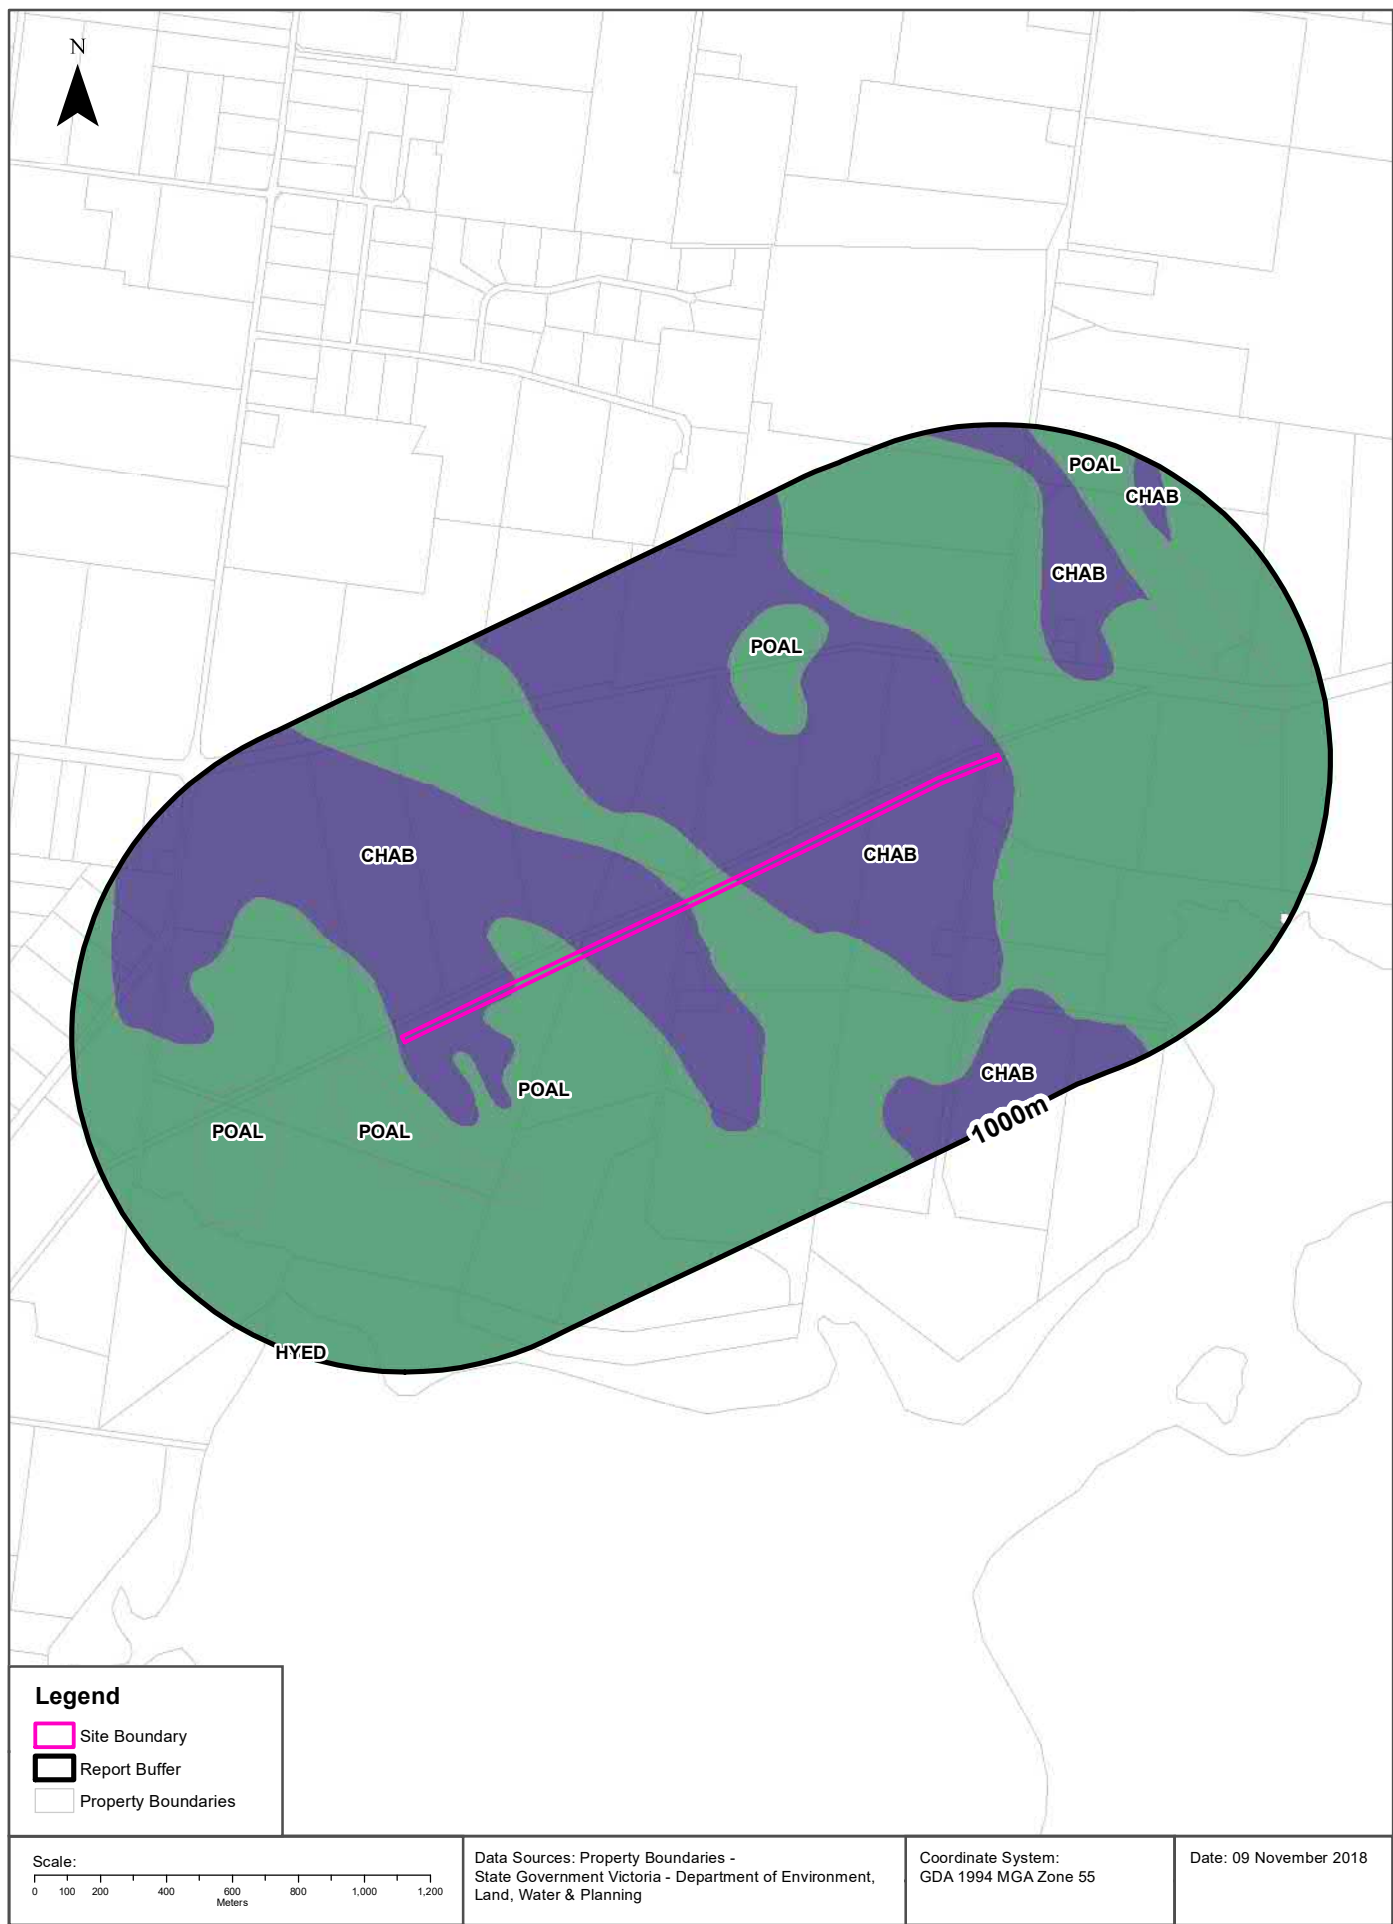 N
POAL
CHAB
CHAB
POAL
CHAB
CHAB
CHAB
POAL
1000m
POAL
POAL
HYED
Legend
Site Boundary
Report Buffer
Property Boundaries
Scale:
0 100 200 400 600 800 1,000 1,200
Meters
Data Sources: Property Boundaries -
State Government Victoria - Department of Environment,
Land, Water & Planning
Coordinate System:
GDA 1994 MGA Zone 55
Date: 09 November 2018